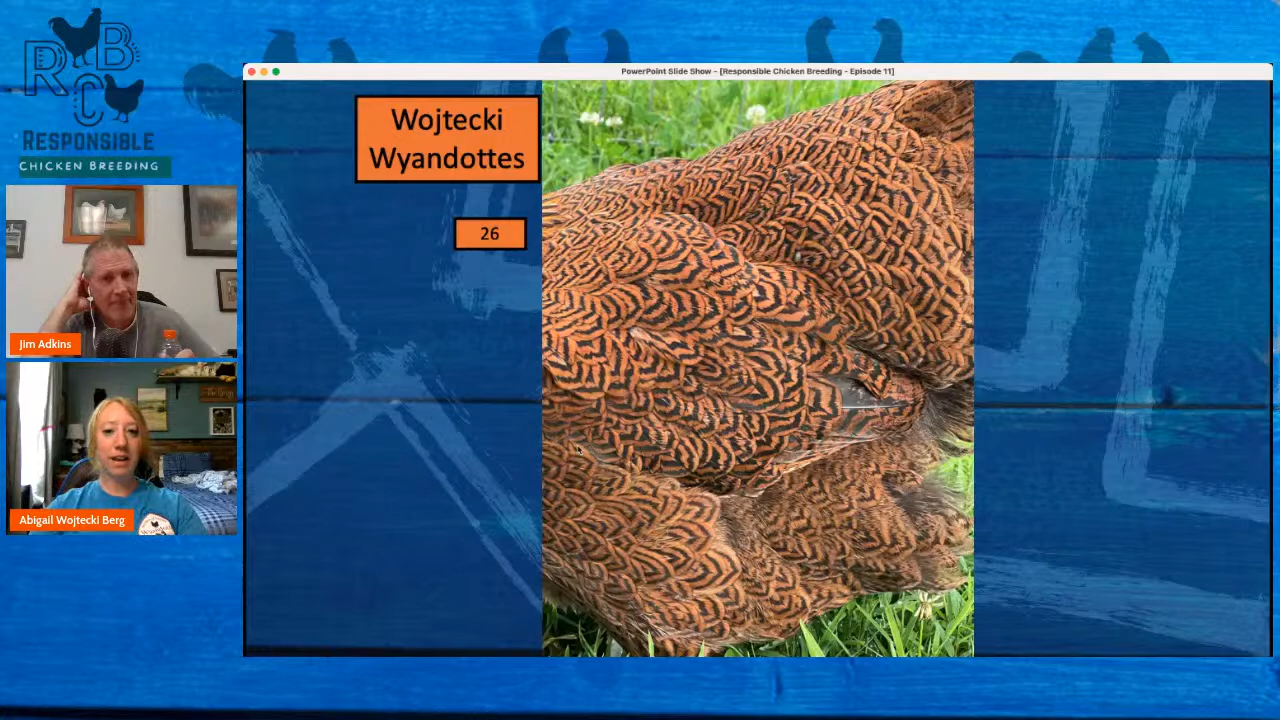 RBC
RESPONSIBLE
CHICKEN BREEDING
PowerPoint Slide Show - [Responsible Chicken Breeding - Episode 11]
Wojtecki
Wyandottes
26
Jim Adkins
Abigail Wojtecki Berg